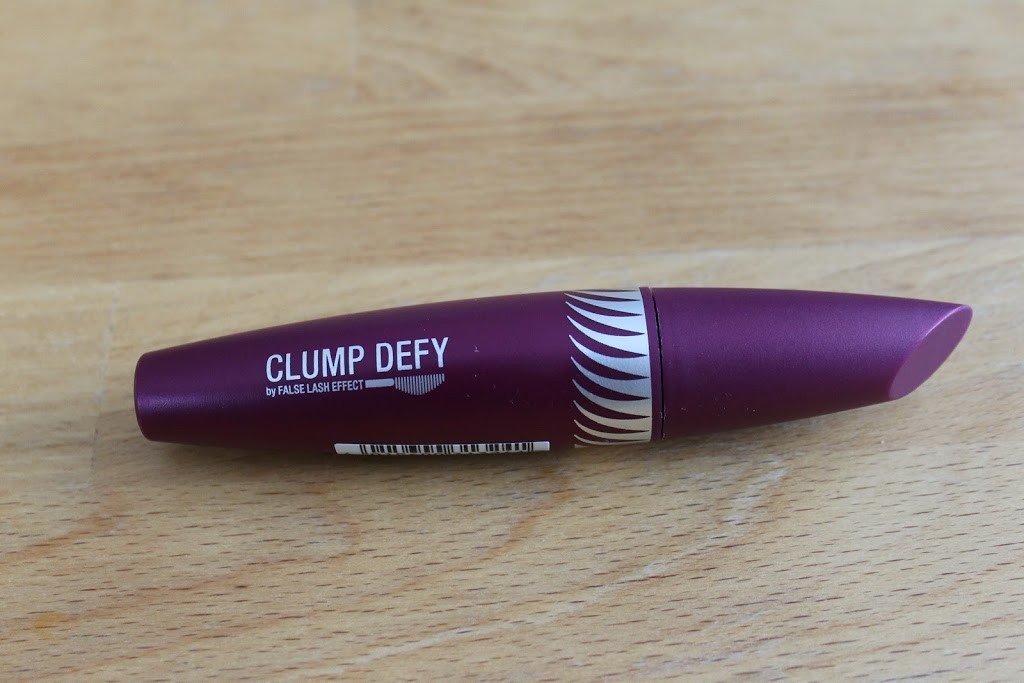 CLUMP DEFY
by FALSE LASH EFFECT